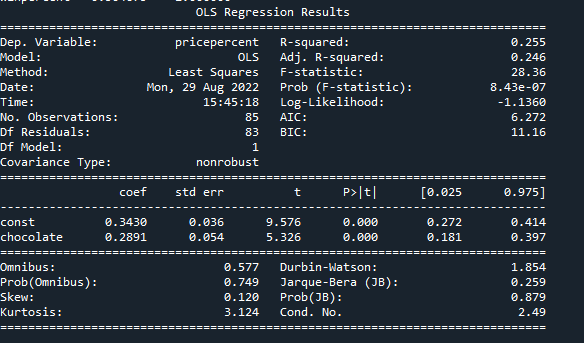 OLS Regression Results
==============================================================================
Dep. Variable:           pricepercent   R-squared:                       0.255
Model:                            OLS   Adj. R-squared:                  0.246
Method:                 Least Squares   F-statistic:                     28.36
Date:                Mon, 29 Aug 2022   Prob (F-statistic):           8.43e-07
Time:                        15:45:18   Log-Likelihood:                -1.1360
No. Observations:                  85   AIC:                             6.272
Df Residuals:                      83   BIC:                             11.16
Df Model:                           1
Covariance Type:            nonrobust
==============================================================================
                 coef    std err          t      P>|t|      [0.025      0.975]
------------------------------------------------------------------------------
const          0.3430      0.036      9.576      0.000       0.272       0.414
chocolate      0.2891      0.054      5.326      0.000       0.181       0.397
==============================================================================
Omnibus:                        0.577   Durbin-Watson:                   1.854
Prob(Omnibus):                  0.749   Jarque-Bera (JB):                0.259
Skew:                           0.120   Prob(JB):                        0.879
Kurtosis:                       3.124   Cond. No.                         2.49
==============================================================================